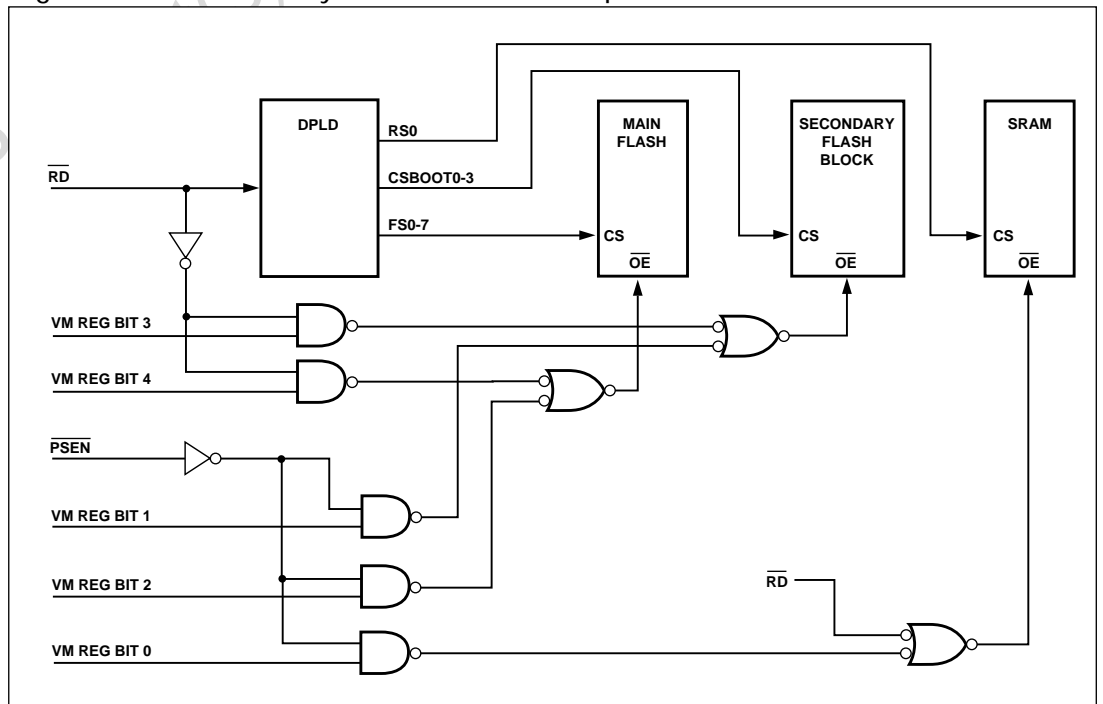 DPLD
RS0
CSBOOT0-3
FS0-7
MAIN
FLASH
CS
OE
SECONDARY
FLASH
BLOCK
CS
OE
SRAM
CS
OE
RD
VM REG BIT 3
VM REG BIT 4
PSEN
VM REG BIT 1
VM REG BIT 2
VM REG BIT 0
RD